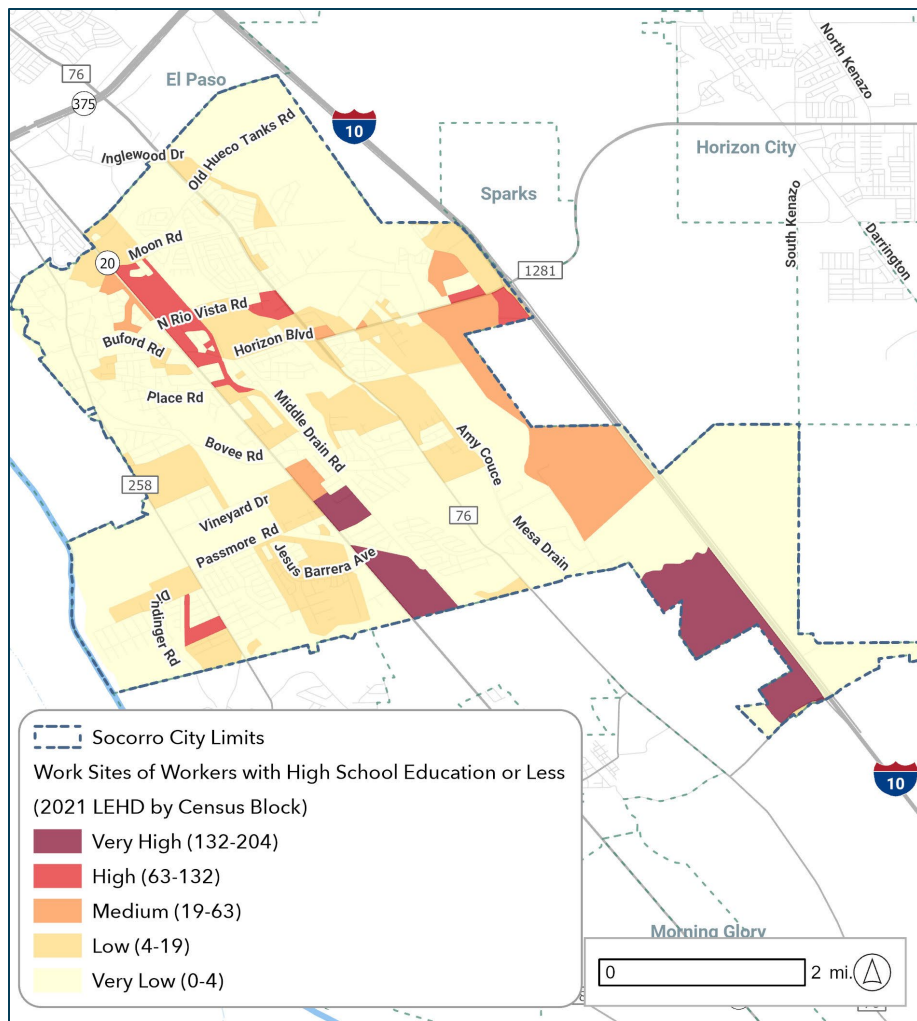 North Kenazo
76
El Paso
375
10
Inglewood Dr
Old Hueco Tanks Rd
Horizon City
Sparks
South Kenazo
Darrington
Moon Rd
20
1281
N Rio Vista Rd
Buford Rd
Horizon Blvd
Place Rd
Middle Drain Rd
Bovee Rd
Amy Couce
258
Vineyard Dr
76
Mesa Drain
Passmore Rd
Jesus Barrera Ave
Dindinger Rd
Socorro City Limits
Work Sites of Workers with High School Education or Less
(2021 LEHD by Census Block)
Very High (132-204)
High (63-132)
Medium (19-63)
Low (4-19)
Very Low (0-4)
10
Morning Glory
0
2 mi.